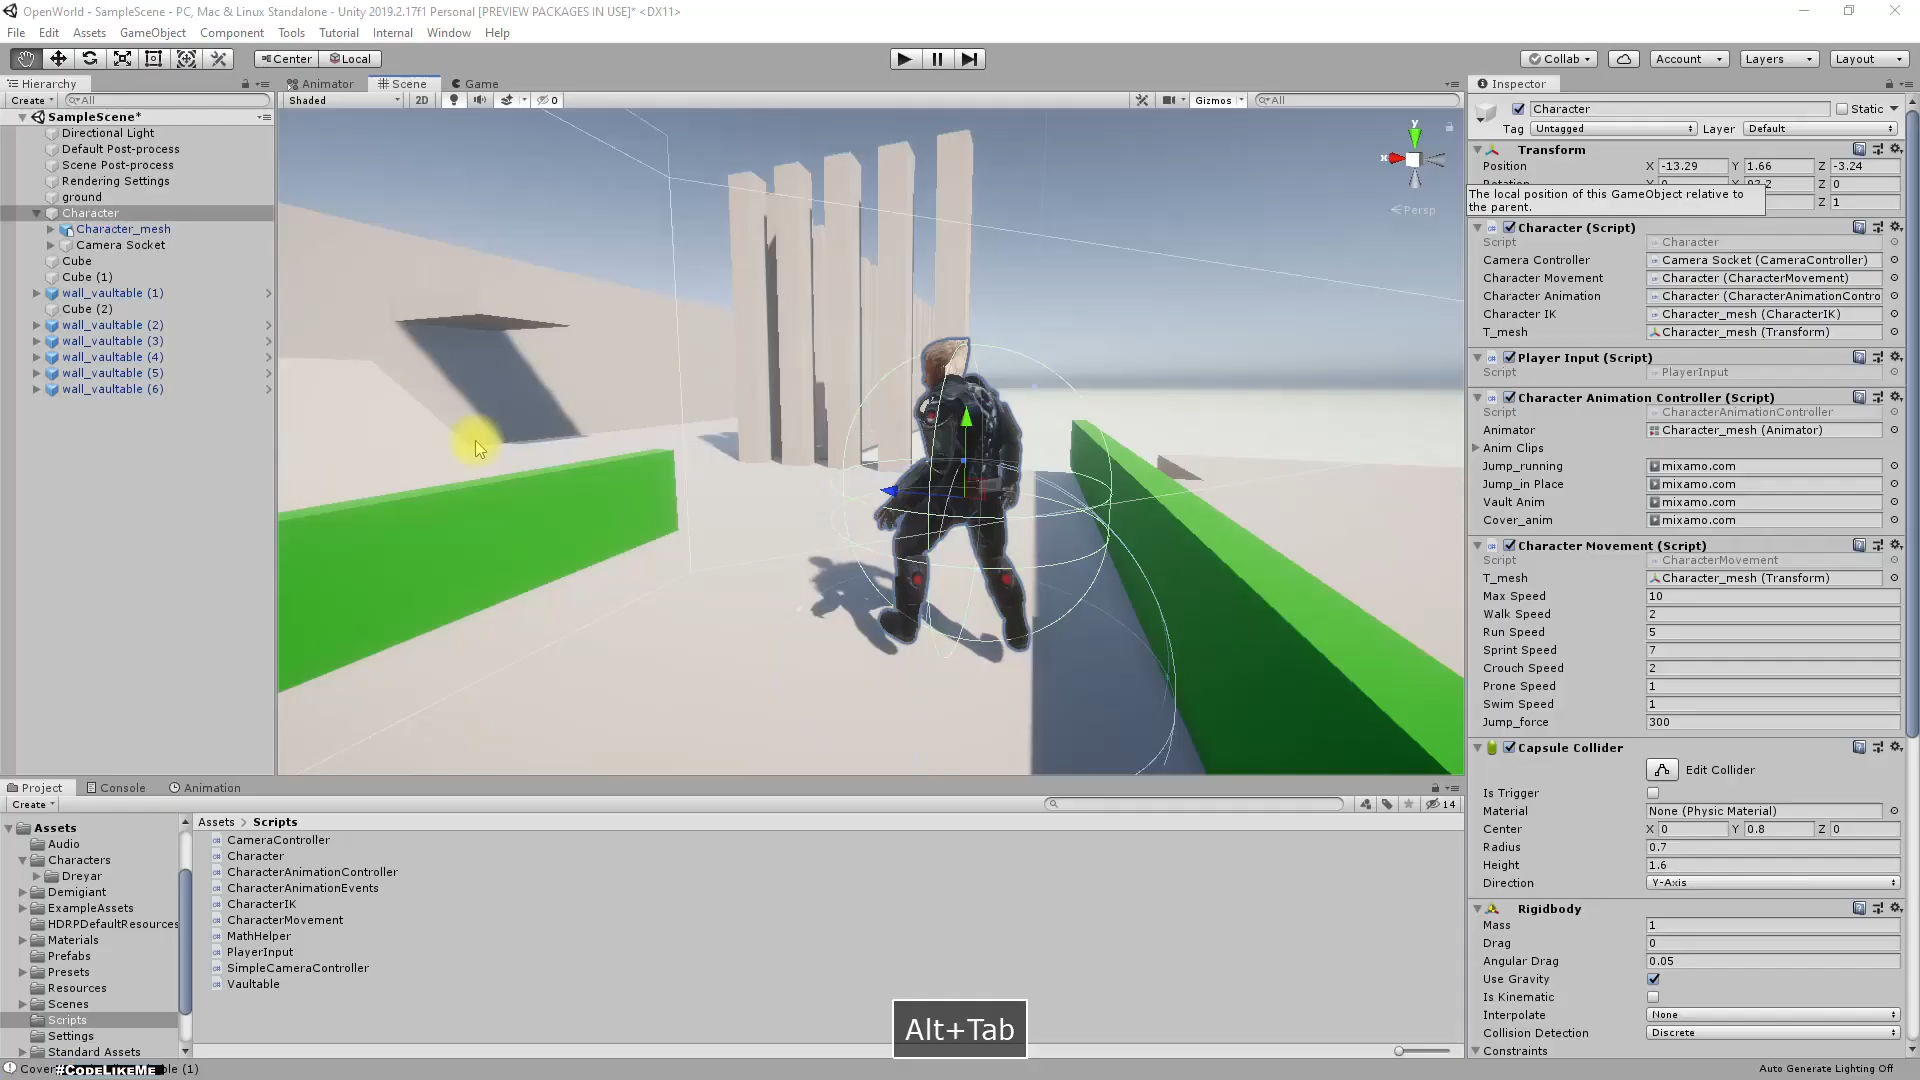 OpenWorld - SampleScene - PC, Mac & Linux Standalone - Unity 2019.2.17f1 Personal [PREVIEW PACKAGES IN USE]* <DX11>
File Edit Assets GameObject Component Tools Tutorial Internal Window Help
Center Local Collab Account Layers Layout
Hierarchy Animator Scene Game Inspector
Create All Shaded 2D 0 Gizmos All
SampleScene*
Directional Light
Default Post-process
Scene Post-process
Rendering Settings
ground
Character
Character_mesh
Camera Socket
Cube
Cube (1)
wall_vaultable (1)
Cube (2)
wall_vaultable (2)
wall_vaultable (3)
wall_vaultable (4)
wall_vaultable (5)
wall_vaultable (6)
y
x
Persp
Character Static
Tag Untagged Layer Default
Transform
Position X -13.29 Y 1.66 Z -3.24
Z 0
The local position of this GameObject relative to
the parent.
Z 1
Character (Script)
Script Character
Camera Controller Camera Socket (CameraController)
Character Movement Character (CharacterMovement)
Character Animation Character (CharacterAnimationContro
Character IK Character_mesh (CharacterIK)
T_mesh Character_mesh (Transform)
Player Input (Script)
Script PlayerInput
Character Animation Controller (Script)
Script CharacterAnimationController
Animator Character_mesh (Animator)
Anim Clips
Jump_running mixamo.com
Jump_in Place mixamo.com
Vault Anim mixamo.com
Cover_anim mixamo.com
Character Movement (Script)
Script CharacterMovement
T_mesh Character_mesh (Transform)
Max Speed 10
Walk Speed 2
Run Speed 5
Sprint Speed 7
Crouch Speed 2
Prone Speed 1
Swim Speed 1
Jump_force 300
Capsule Collider
Edit Collider
Is Trigger
Material None (Physic Material)
Center X 0 Y 0.8 Z 0
Radius 0.7
Height 1.6
Direction Y-Axis
Rigidbody
Mass 1
Drag 0
Angular Drag 0.05
Use Gravity
Is Kinematic
Interpolate None
Collision Detection Discrete
Constraints
Project Console Animation
Create 14
Assets
Audio
Characters
Dreyar
Demigiant
ExampleAssets
HDRPDefaultResources
Materials
Prefabs
Presets
Resources
Scenes
Scripts
Settings
Standard Assets
Assets > Scripts
CameraController
Character
CharacterAnimationController
CharacterAnimationEvents
CharacterIK
CharacterMovement
MathHelper
PlayerInput
SimpleCameraController
Vaultable
Alt+Tab
Cover #CodeLikeMe ble (1)
Auto Generate Lighting Off